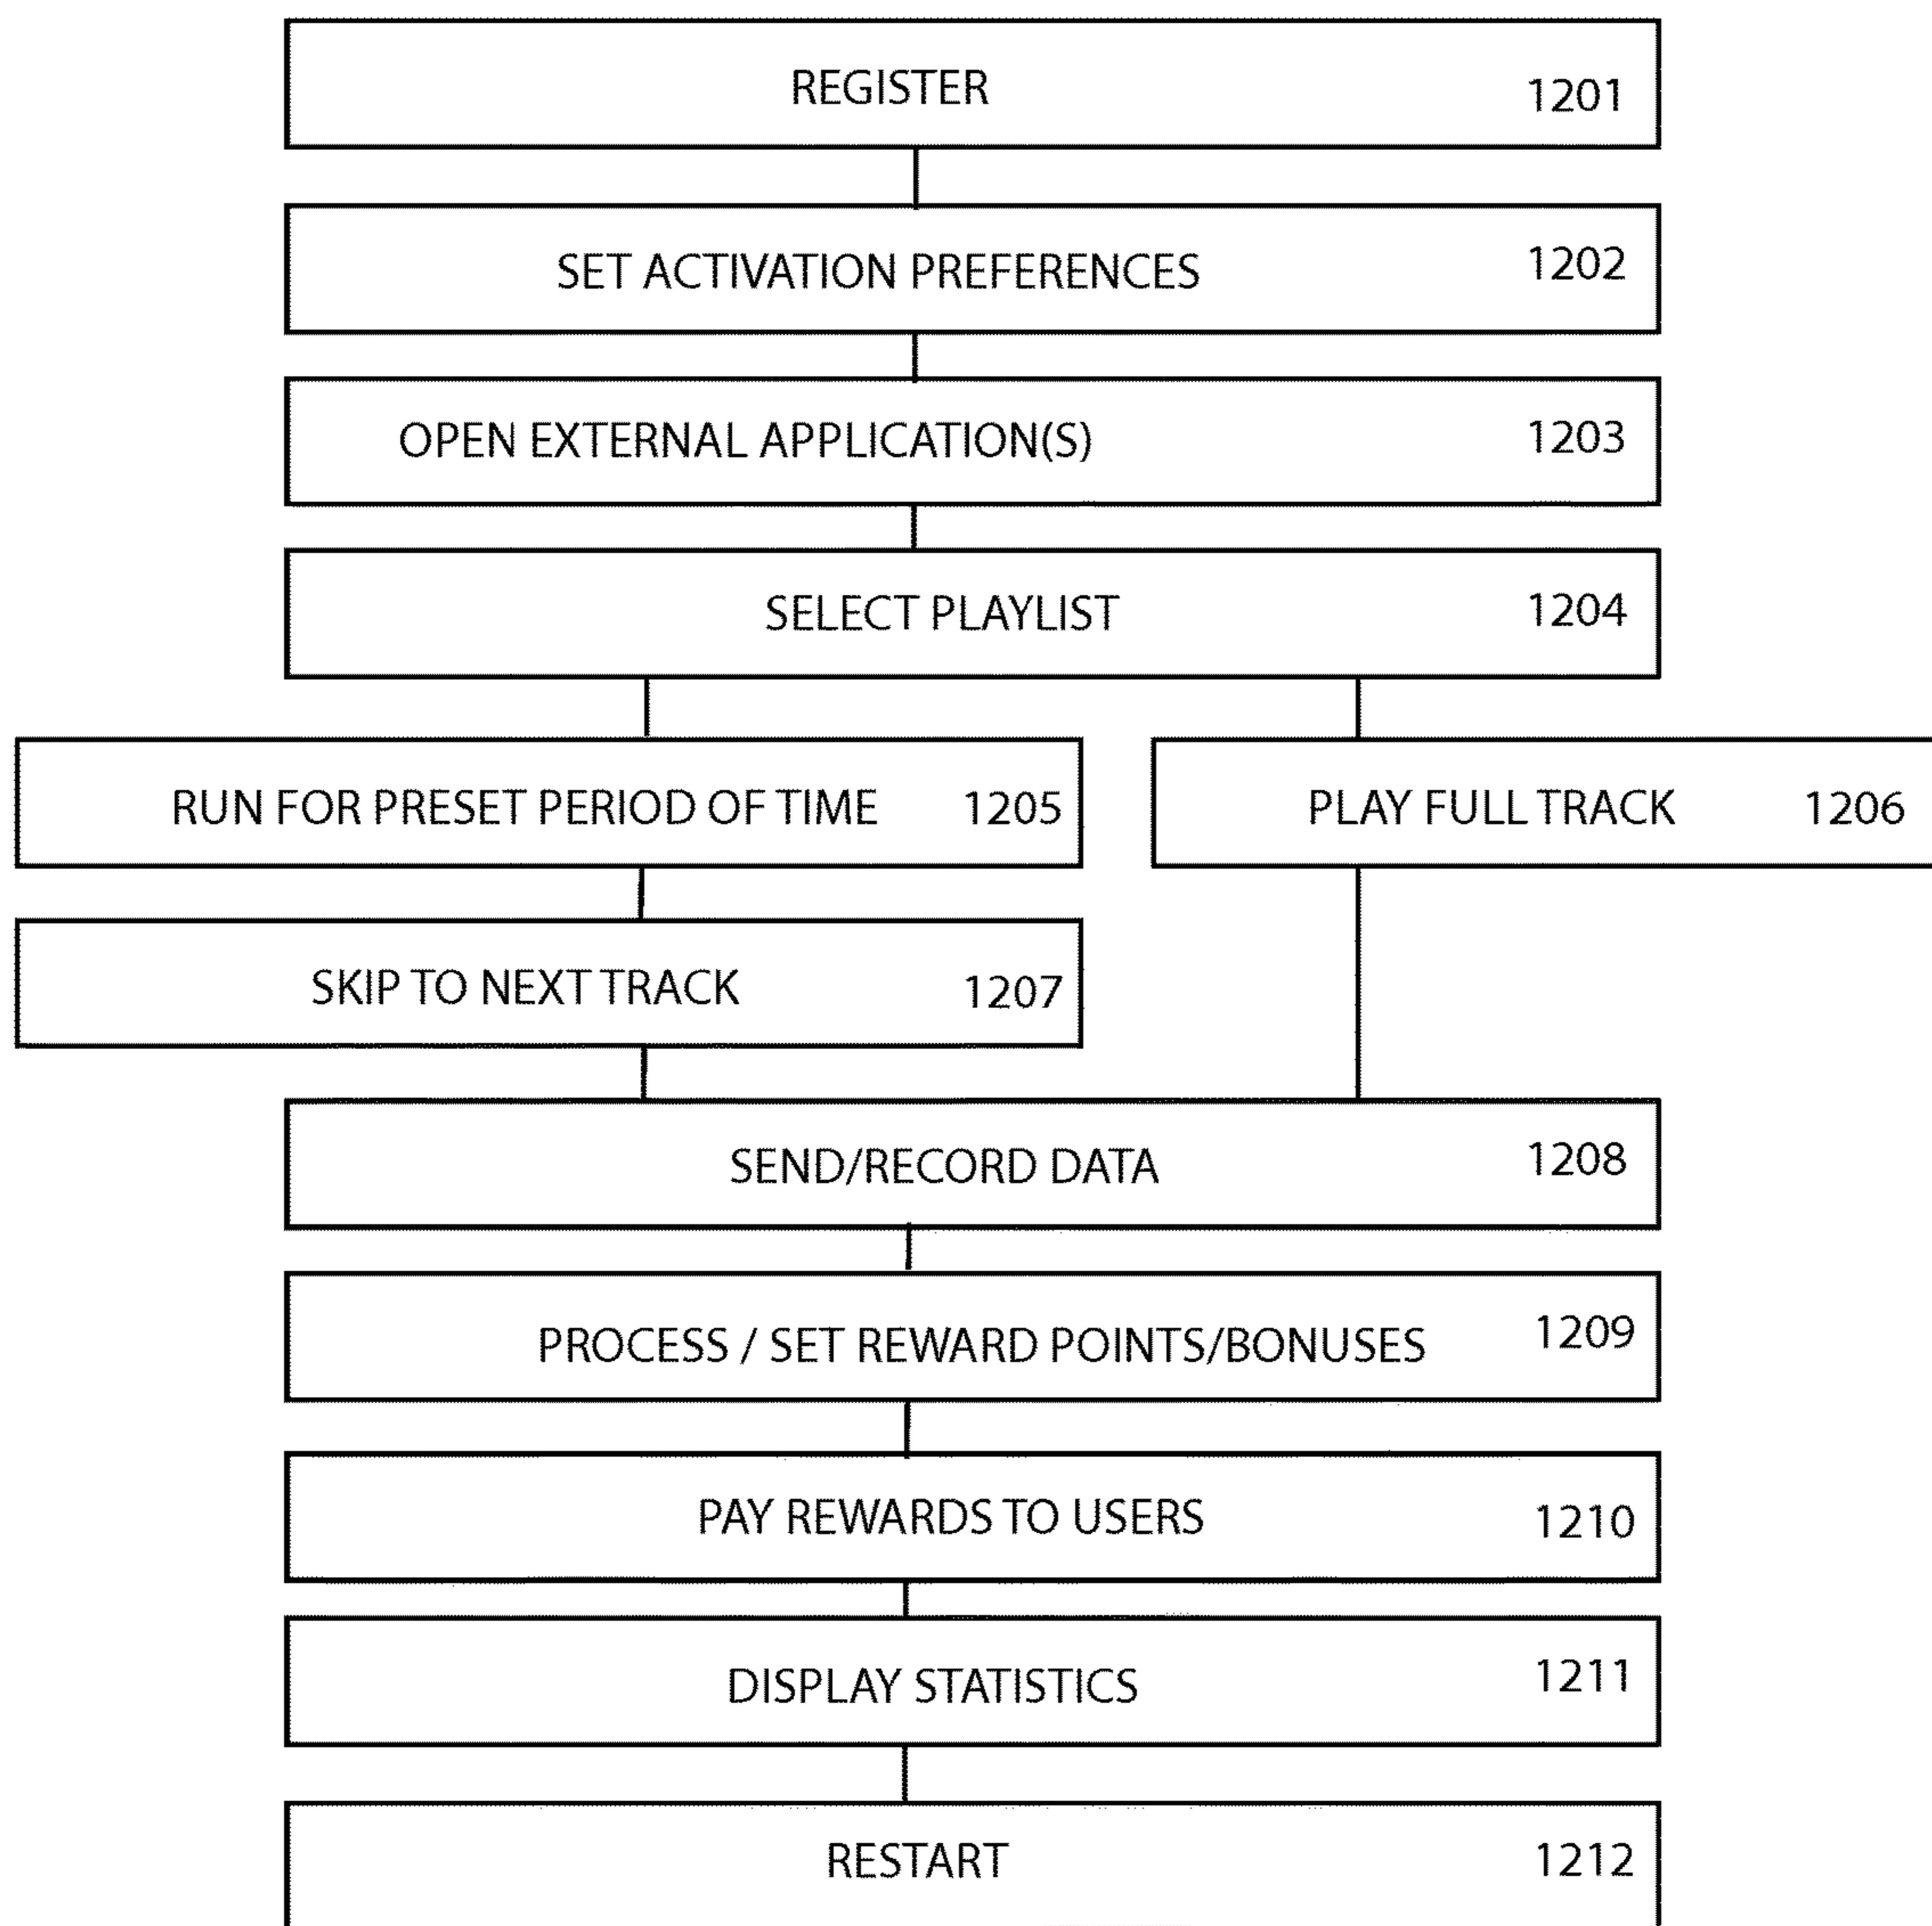 REGISTER 1201
SET ACTIVATION PREFERENCES 1202
OPEN EXTERNAL APPLICATION(S) 1203
SELECT PLAYLIST 1204
RUN FOR PRESET PERIOD OF TIME 1205 PLAY FULL TRACK 1206
SKIP TO NEXT TRACK 1207
SEND/RECORD DATA 1208
PROCESS / SET REWARD POINTS/BONUSES 1209
PAY REWARDS TO USERS 1210
DISPLAY STATISTICS 1211
RESTART 1212